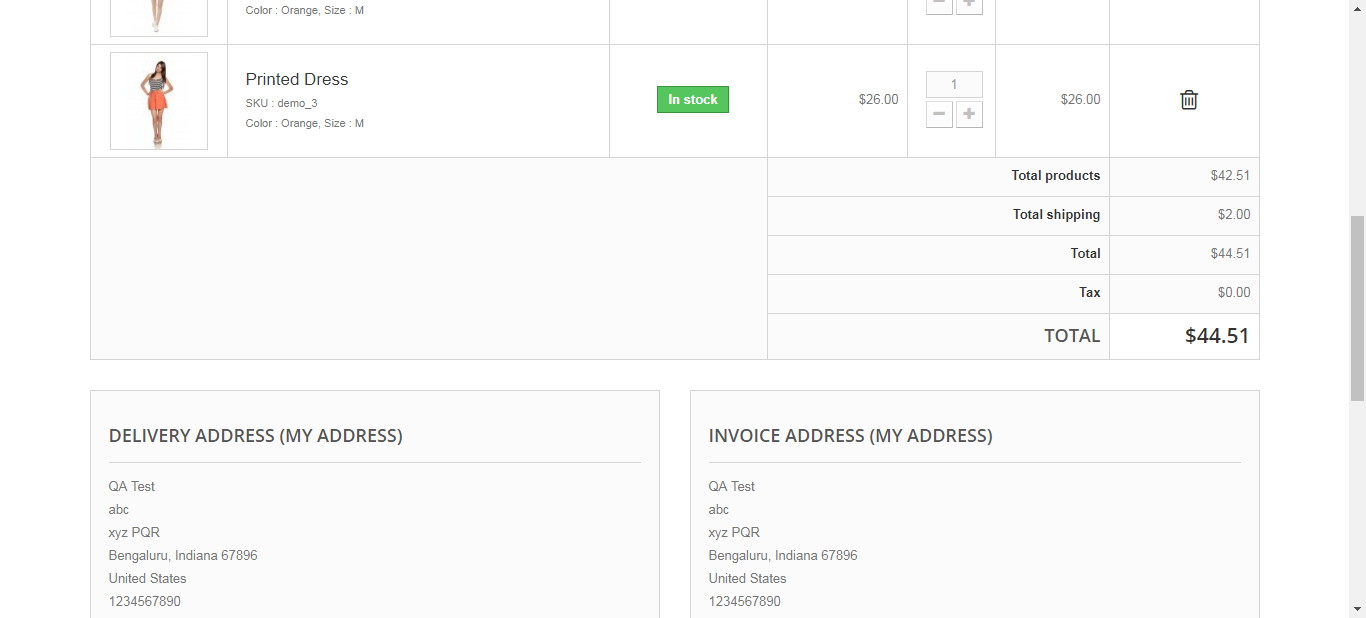 Color : Orange, Size : M
Printed Dress
SKU : demo_3
Color : Orange, Size : M
In stock
$26.00
1
$26.00
Total products $42.51
Total shipping $2.00
Total $44.51
Tax $0.00
TOTAL $44.51
DELIVERY ADDRESS (MY ADDRESS)
QA Test
abc
xyz PQR
Bengaluru, Indiana 67896
United States
1234567890
INVOICE ADDRESS (MY ADDRESS)
QA Test
abc
xyz PQR
Bengaluru, Indiana 67896
United States
1234567890